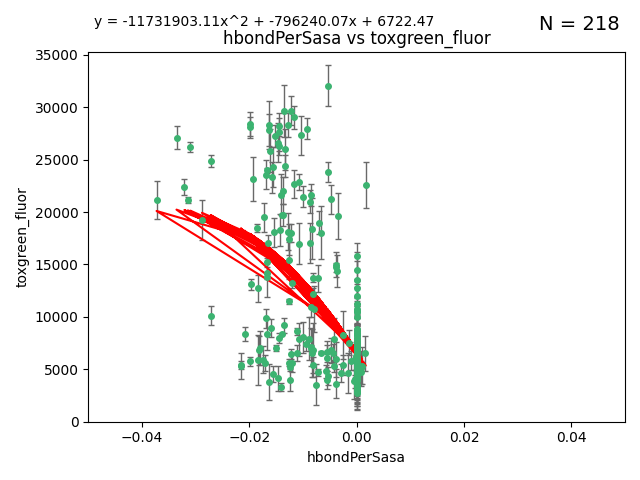 y = -11731903.11x^2 + -796240.07x + 6722.47
N = 218
hbondPerSasa vs toxgreen_fluor
35000
30000
25000
20000
15000
10000
5000
0
toxgreen_fluor
−0.04
−0.02
0.00
0.02
0.04
hbondPerSasa